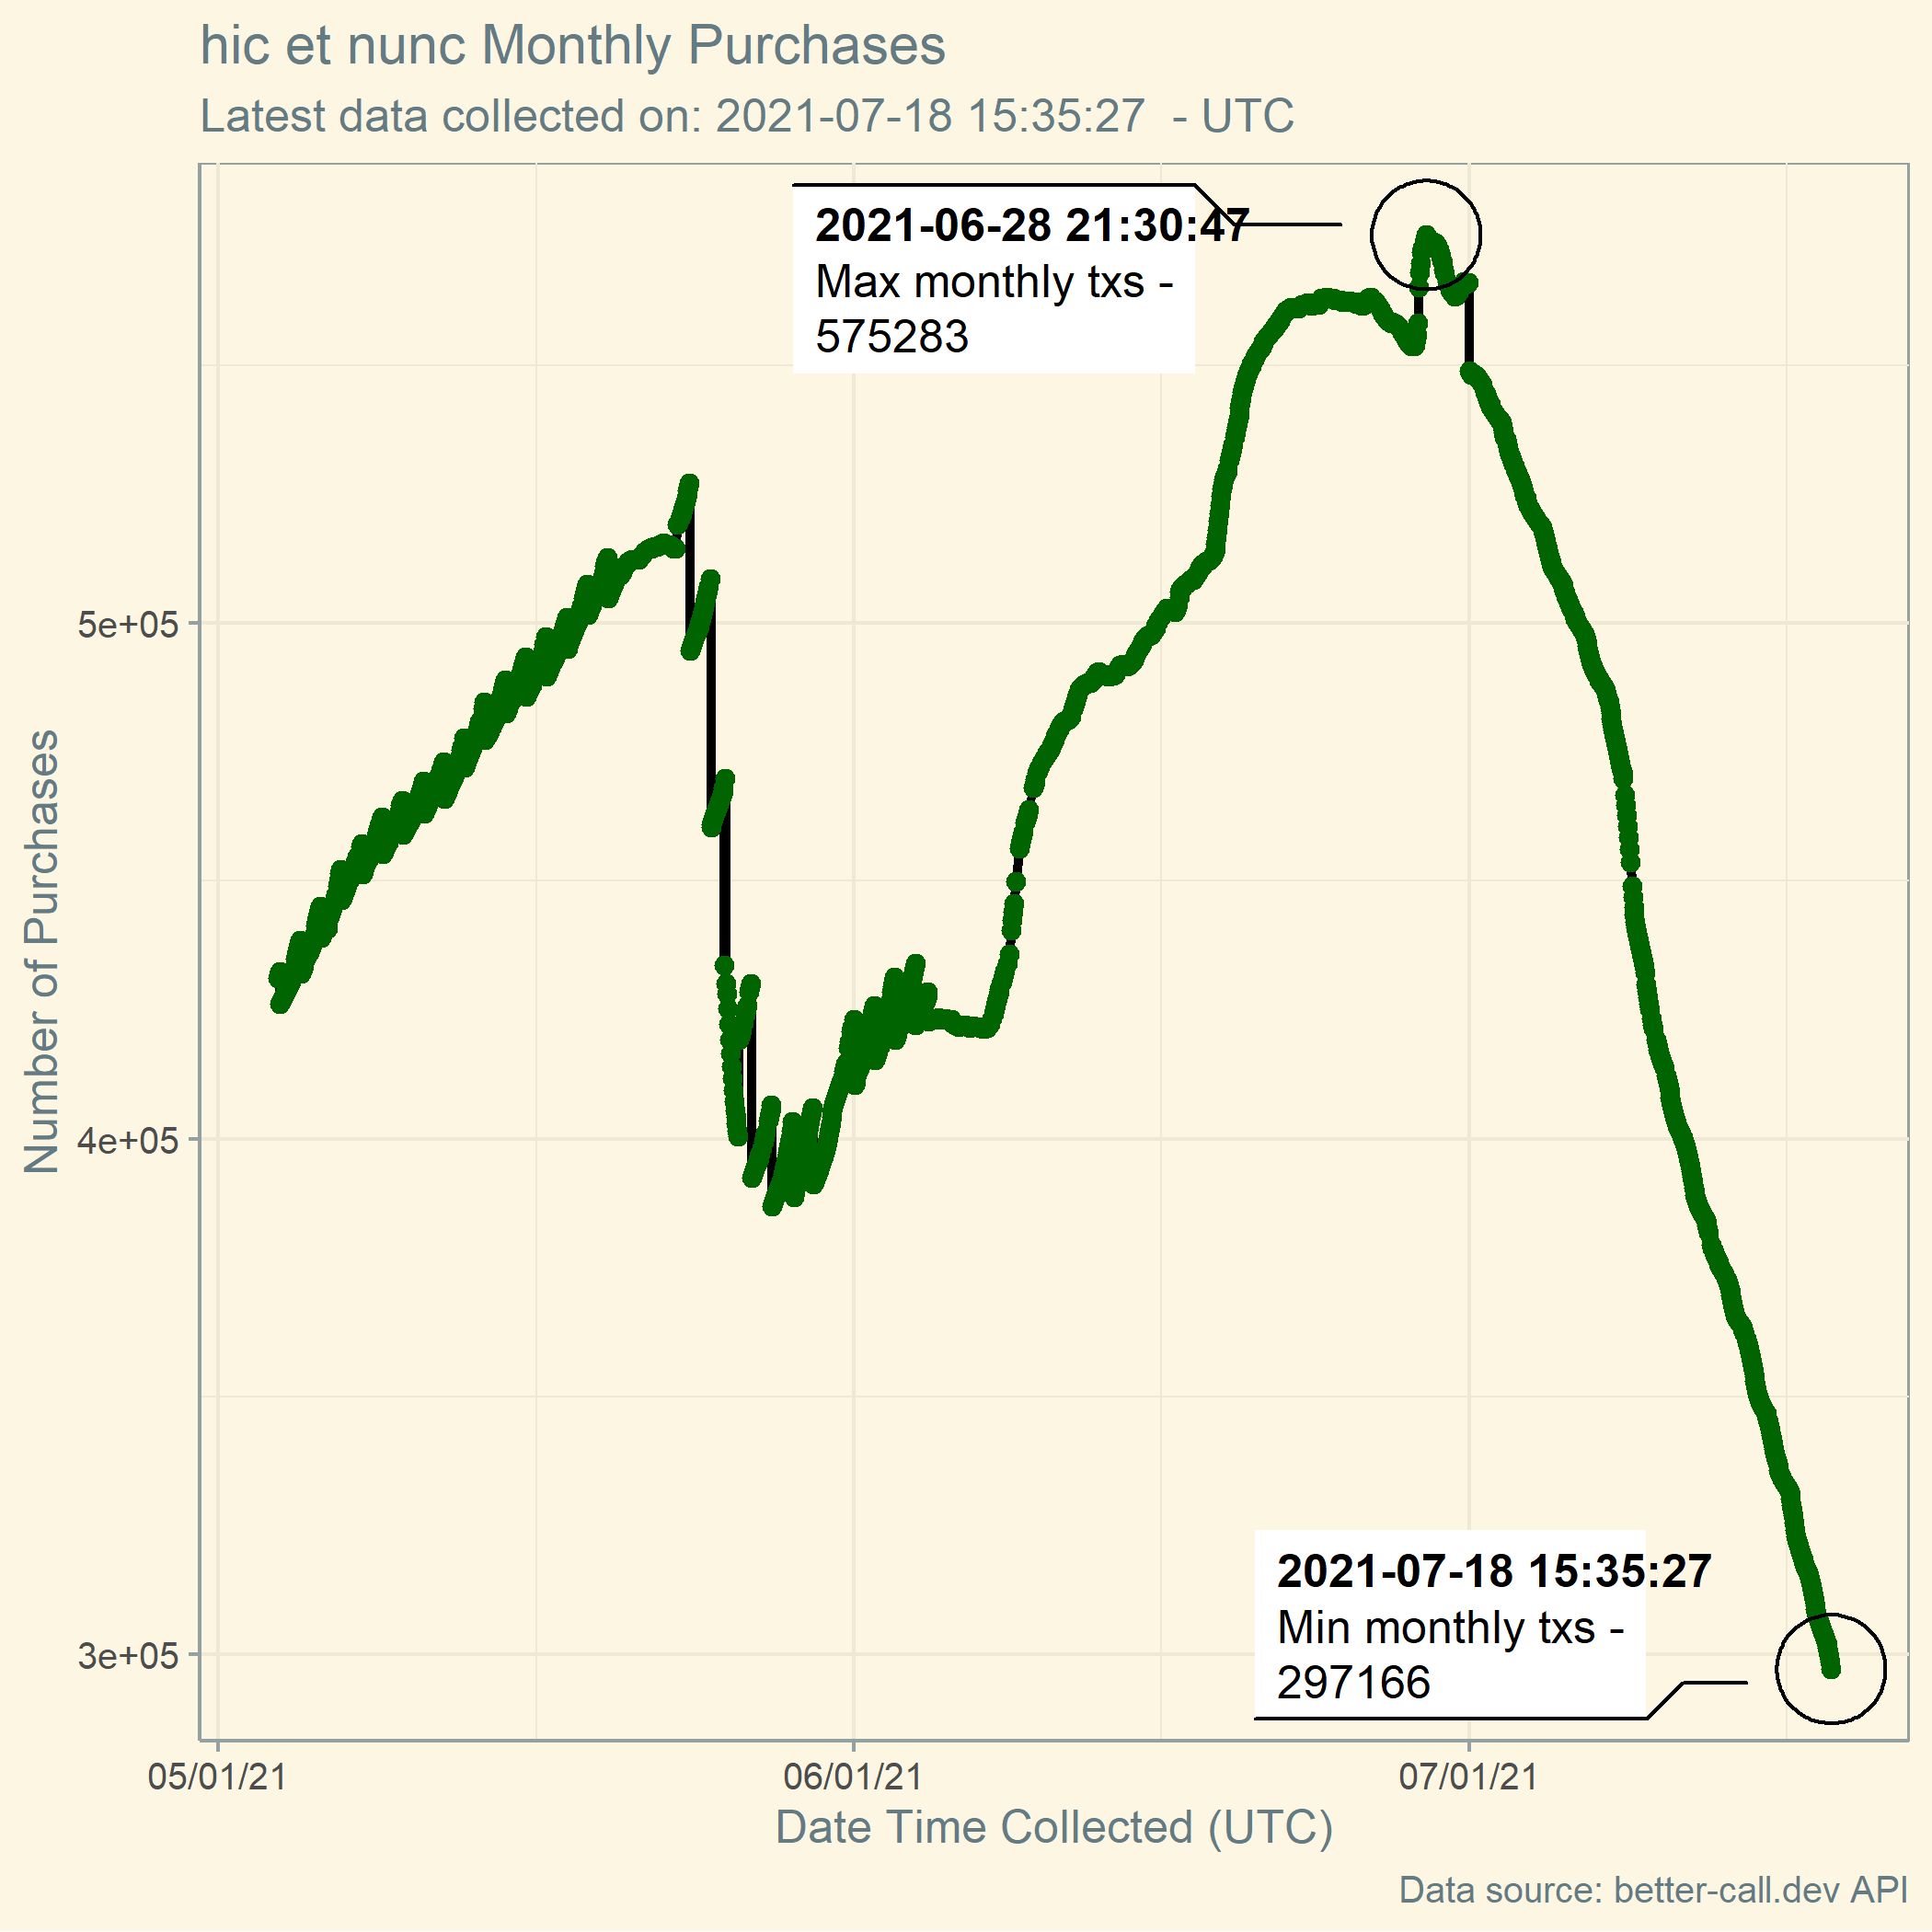 hic et nunc Monthly Purchases
Latest data collected on: 2021-07-18 15:35:27  - UTC
2021-06-28 21:30:47
Max monthly txs -
575283
Number of Purchases
5e+05
4e+05
3e+05
2021-07-18 15:35:27
Min monthly txs -
297166
05/01/21
06/01/21
07/01/21
Date Time Collected (UTC)
Data source: better-call.dev API